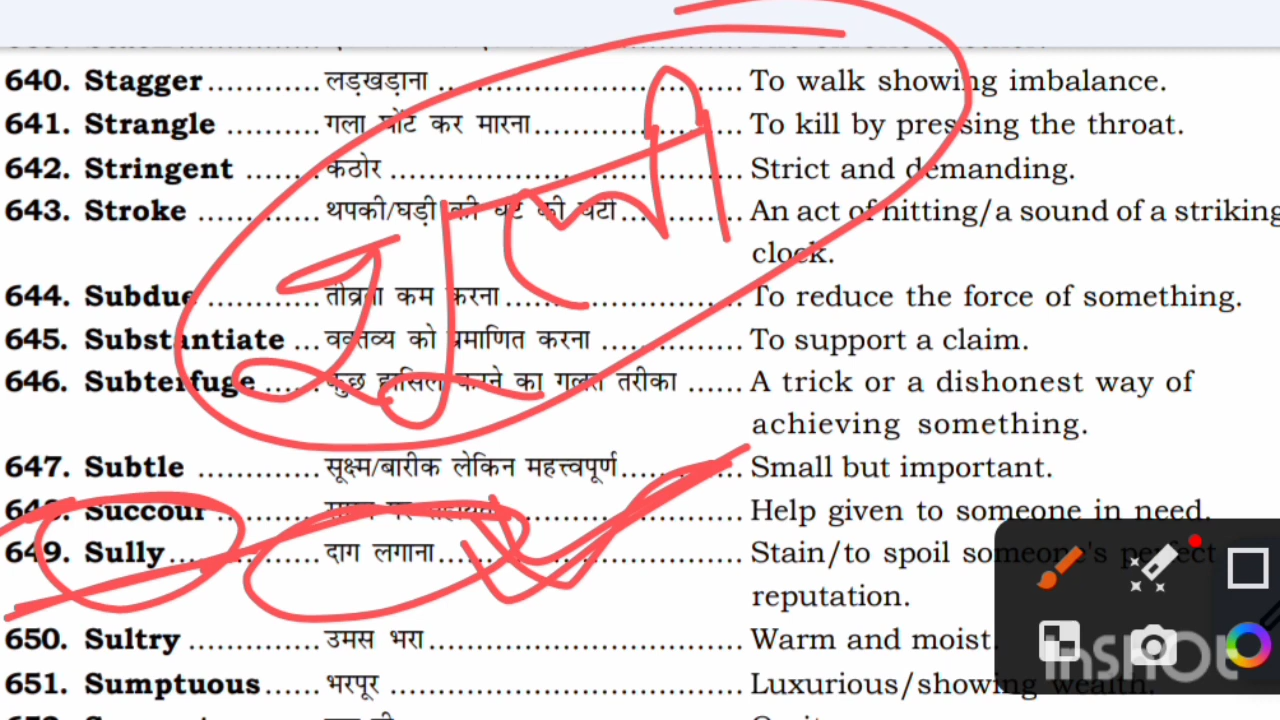 640. Stagger ............ लड़खड़ाना .................................... To walk showing imbalance.
641. Strangle .......... गला घोंट कर मारना ..................... To kill by pressing the throat.
642. Stringent ........ कठोर .......................................... Strict and demanding.
643. Stroke ............. थपकी/घड़ी की घंटे की घंटी ............ An act of hitting/a sound of a striking
clock.
644. Subdue ........... तीव्रता कम करना ............................ To reduce the force of something.
645. Substantiate ... वक्तव्य को प्रमाणित करना ............... To support a claim.
646. Subterfuge ...... कुछ हासिल करने का गलत तरीका ...... A trick or a dishonest way of
achieving something.
647. Subtle ............. सूक्ष्म/बारीक लेकिन महत्त्वपूर्ण ............ Small but important.
648. Succour .......... Help given to someone in need.
649. Sully ................ दाग लगाना .................................... Stain/to spoil someone's perfect
reputation.
650. Sultry .............. उमस भरा ..................................... Warm and moist.
651. Sumptuous ...... भरपूर .......................................... Luxurious/showing wealth.
InSHOT